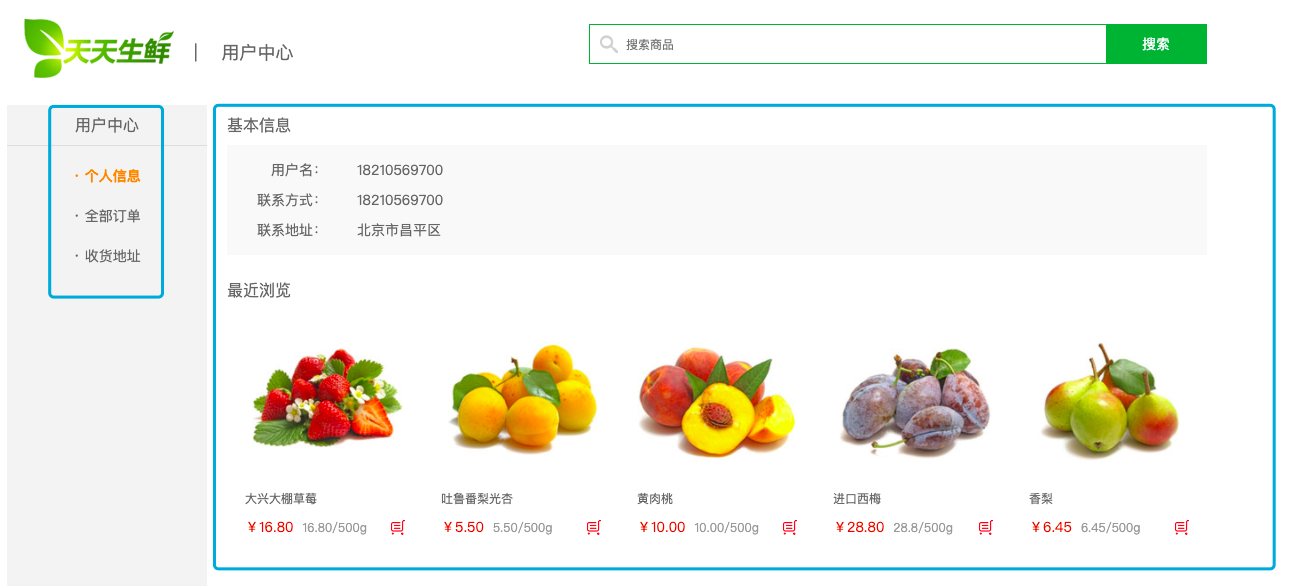 天天生鲜 | 用户中心
搜索商品 搜索
用户中心
· 个人信息
· 全部订单
· 收货地址
基本信息
用户名： 18210569700
联系方式： 18210569700
联系地址： 北京市昌平区
最近浏览
大兴大棚草莓
￥16.80 16.80/500g
吐鲁番梨光杏
￥5.50 5.50/500g
黄肉桃
￥10.00 10.00/500g
进口西梅
￥28.80 28.8/500g
香梨
￥6.45 6.45/500g